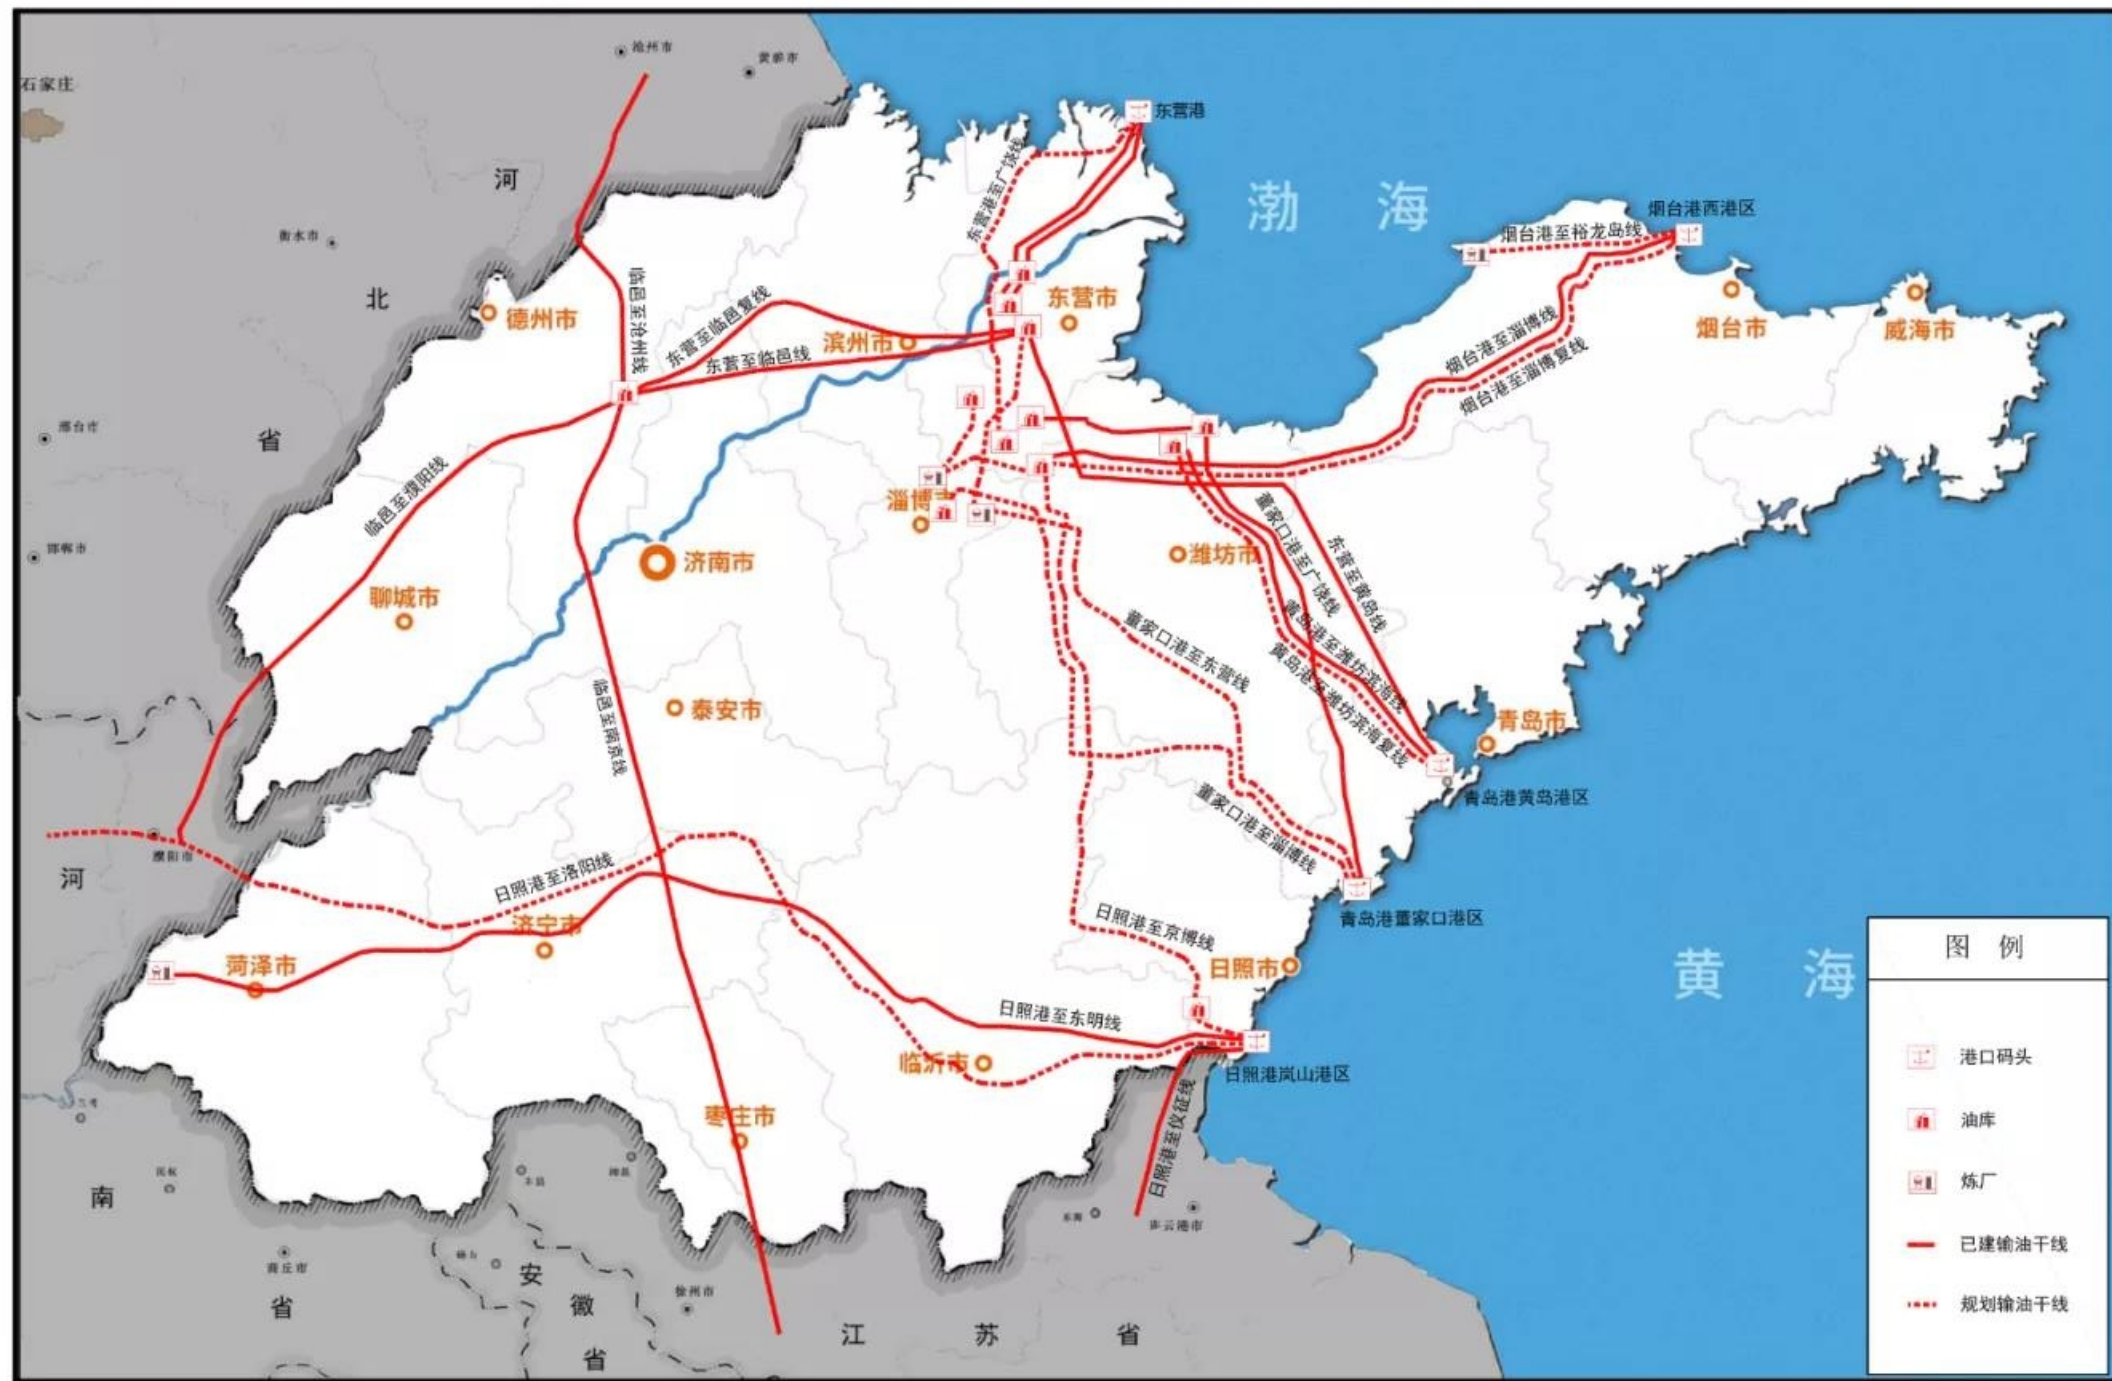 沧州市
黄骅市
石家庄
东营港
河
渤 海
东营港至广饶线
衡水市
烟台港西港区
烟台港至裕龙岛线
北
德州市
临邑至沧州线
东营至临邑复线
滨州市
东营市
烟台市
威海市
东营至临邑线
烟台港至淄博线
烟台港至淄博复线
邢台市
省
临邑至濮阳线
淄博市
邯郸市
济南市
潍坊市
董家口港至广饶线
东营至黄岛线
聊城市
黄岛港至潍坊滨海线
董家口港至东营线
黄岛港至潍坊滨海复线
泰安市
临邑至南京线
青岛市
青岛港黄岛港区
董家口港至淄博线
濮阳市
河
日照港至洛阳线
济宁市
日照港至京博线
青岛港董家口港区
菏泽市
日照市
黄 海
日照港至东明线
临沂市
日照港岚山港区
兰考
枣庄市
日照港至仪征线
民权
丰县
沛县
南
东海
连云港市
商丘市
砀山
安
徽
省
徐州市
省
江 苏 省
图 例
港口码头
油库
炼厂
已建输油干线
规划输油干线